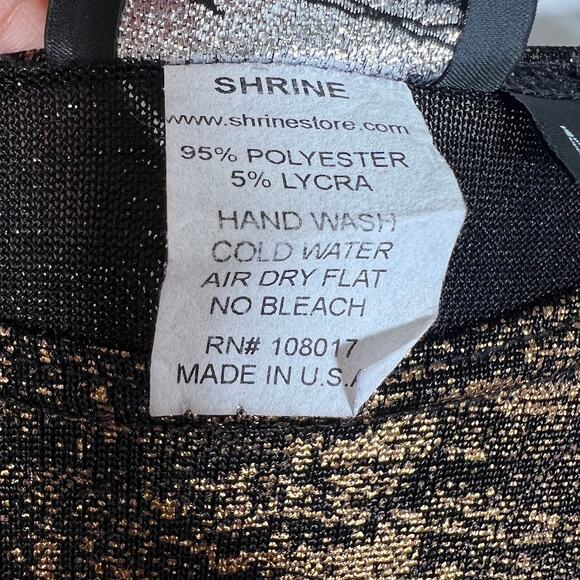 SHRINE
www.shrinestore.com
95% POLYESTER
5% LYCRA
HAND WASH
COLD WATER
AIR DRY FLAT
NO BLEACH
RN# 108017
MADE IN U.S.A